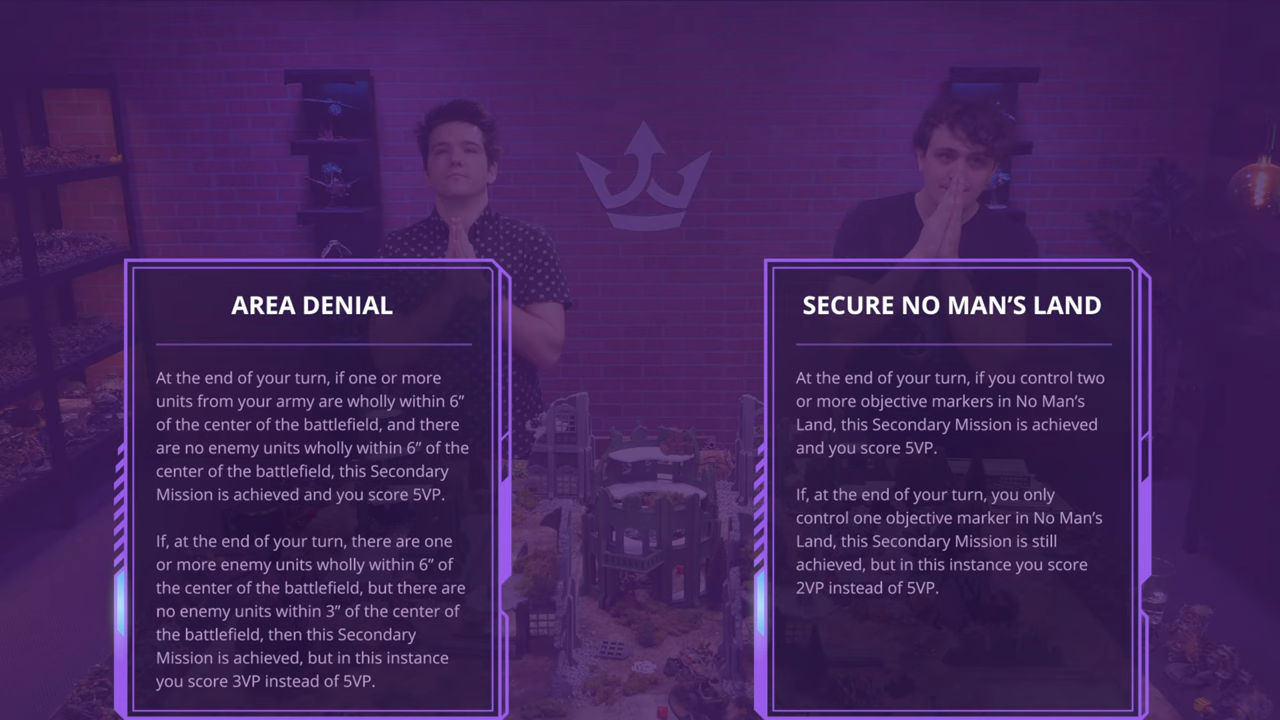 AREA DENIAL
At the end of your turn, if one or more
units from your army are wholly within 6”
of the center of the battlefield, and there
are no enemy units wholly within 6” of the
center of the battlefield, this Secondary
Mission is achieved and you score 5VP.
If, at the end of your turn, there are one
or more enemy units wholly within 6” of
the center of the battlefield, but there are
no enemy units within 3” of the center of
the battlefield, then this Secondary
Mission is achieved, but in this instance
you score 3VP instead of 5VP.
SECURE NO MAN’S LAND
At the end of your turn, if you control two
or more objective markers in No Man’s
Land, this Secondary Mission is achieved
and you score 5VP.
If, at the end of your turn, you only
control one objective marker in No Man’s
Land, this Secondary Mission is still
achieved, but in this instance you score
2VP instead of 5VP.